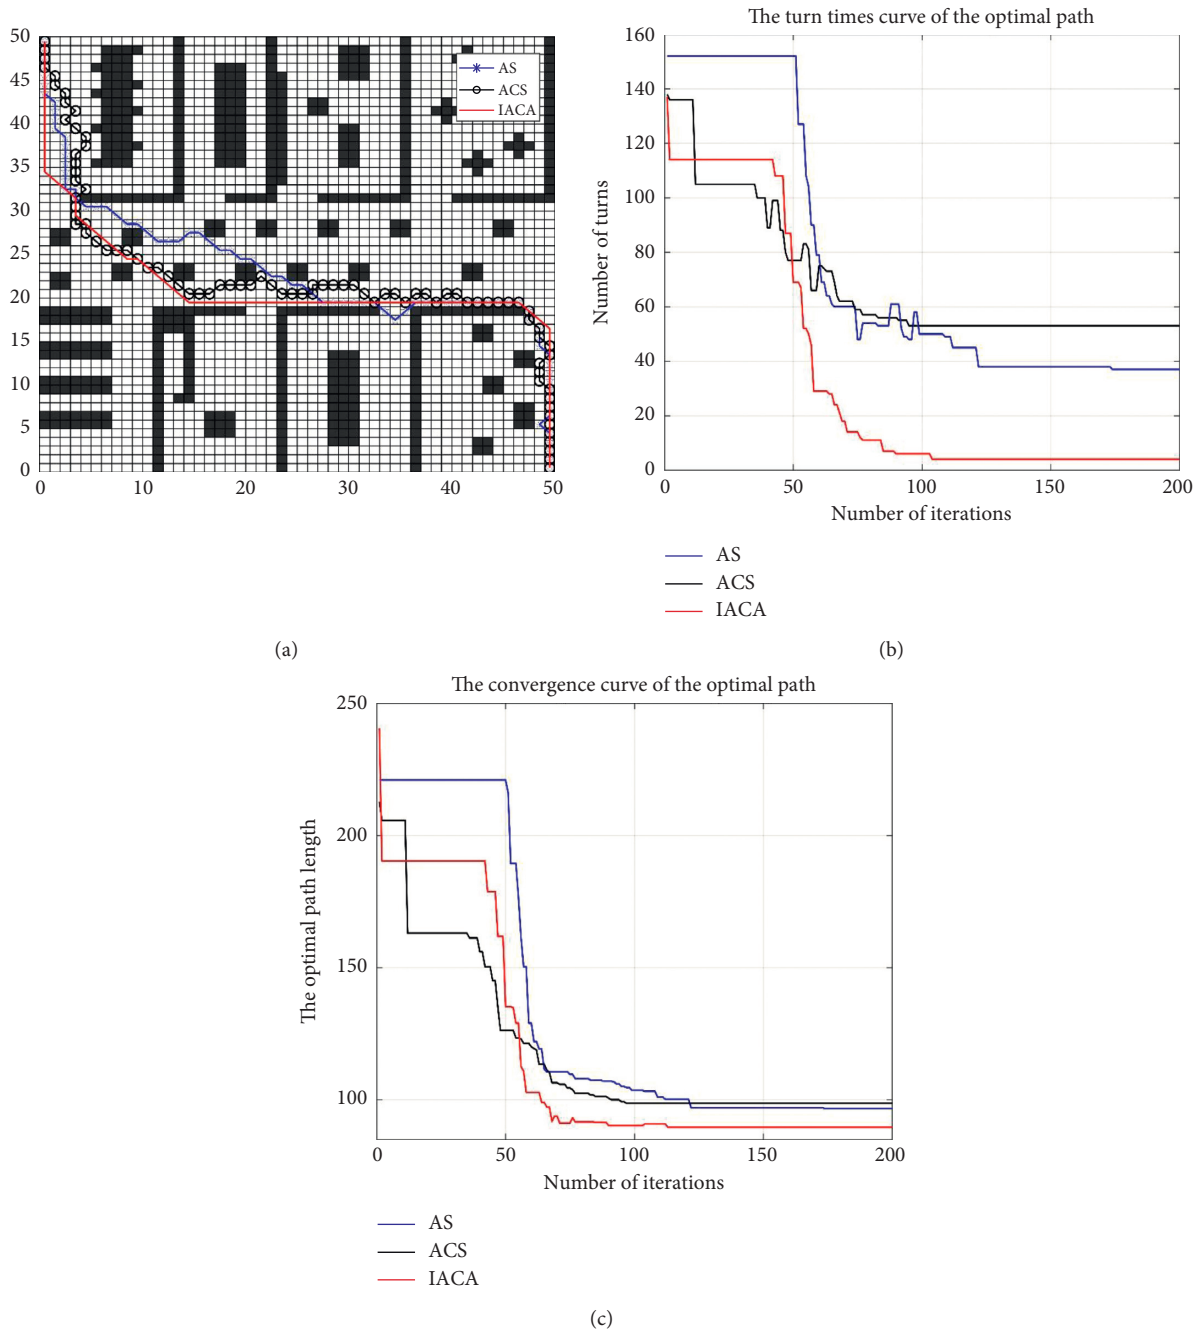 50
45
40
35
30
25
20
15
10
5
0
0 10 20 30 40 50
AS
ACS
IACA
(a)
The turn times curve of the optimal path
160
140
120
100
80
60
40
20
0
Number of turns
0 50 100 150 200
Number of iterations
AS
ACS
IACA
(b)
The convergence curve of the optimal path
250
200
150
100
The optimal path length
0 50 100 150 200
Number of iterations
AS
ACS
IACA
(c)